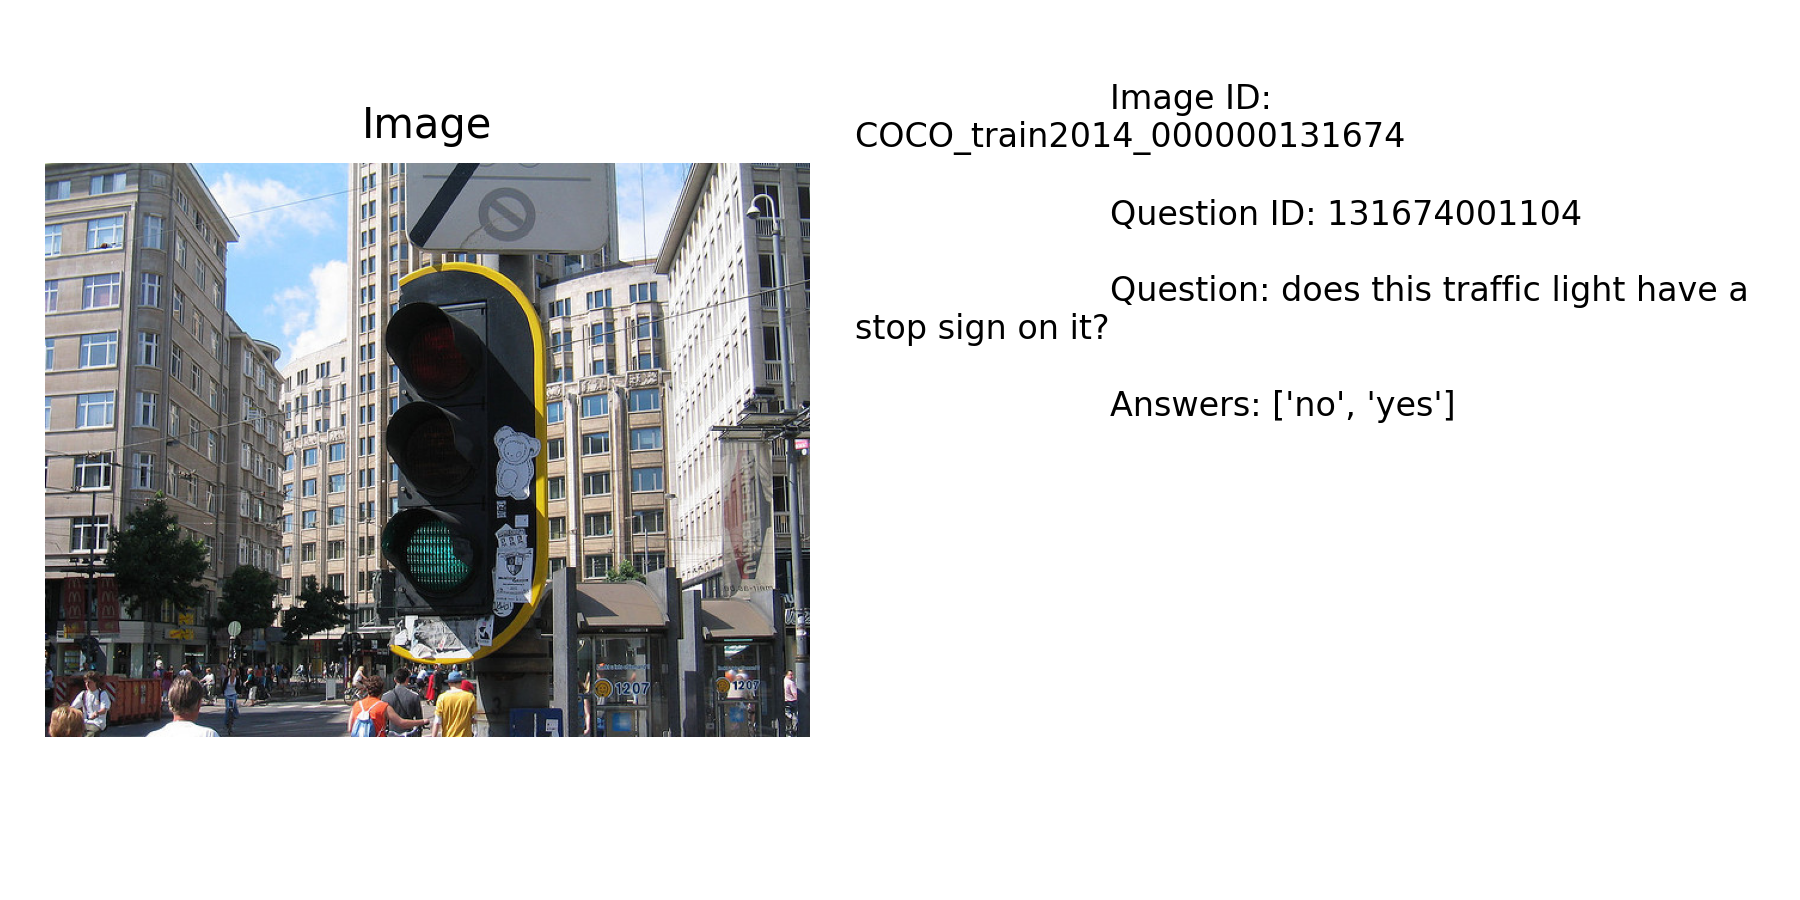 Image
Image ID:
COCO_train2014_000000131674
Question ID: 131674001104
Question: does this traffic light have a
stop sign on it?
Answers: ['no', 'yes']
1207
1207
3